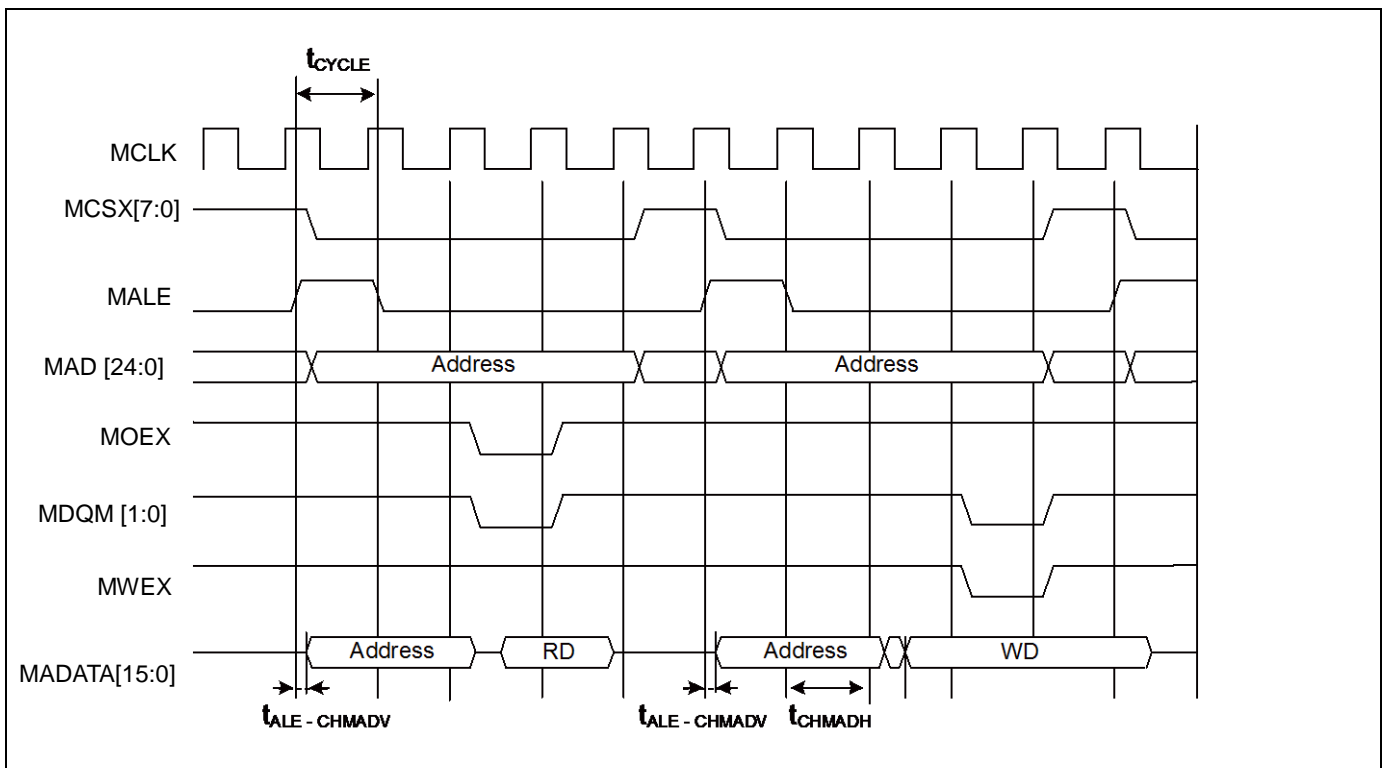 tCYCLE
MCLK
MCSX[7:0]
MALE
MAD [24:0] Address Address
MOEX
MDQM [1:0]
MWEX
MADATA[15:0] Address RD Address WD
tALE - CHMADV tALE - CHMADV tCHMADH